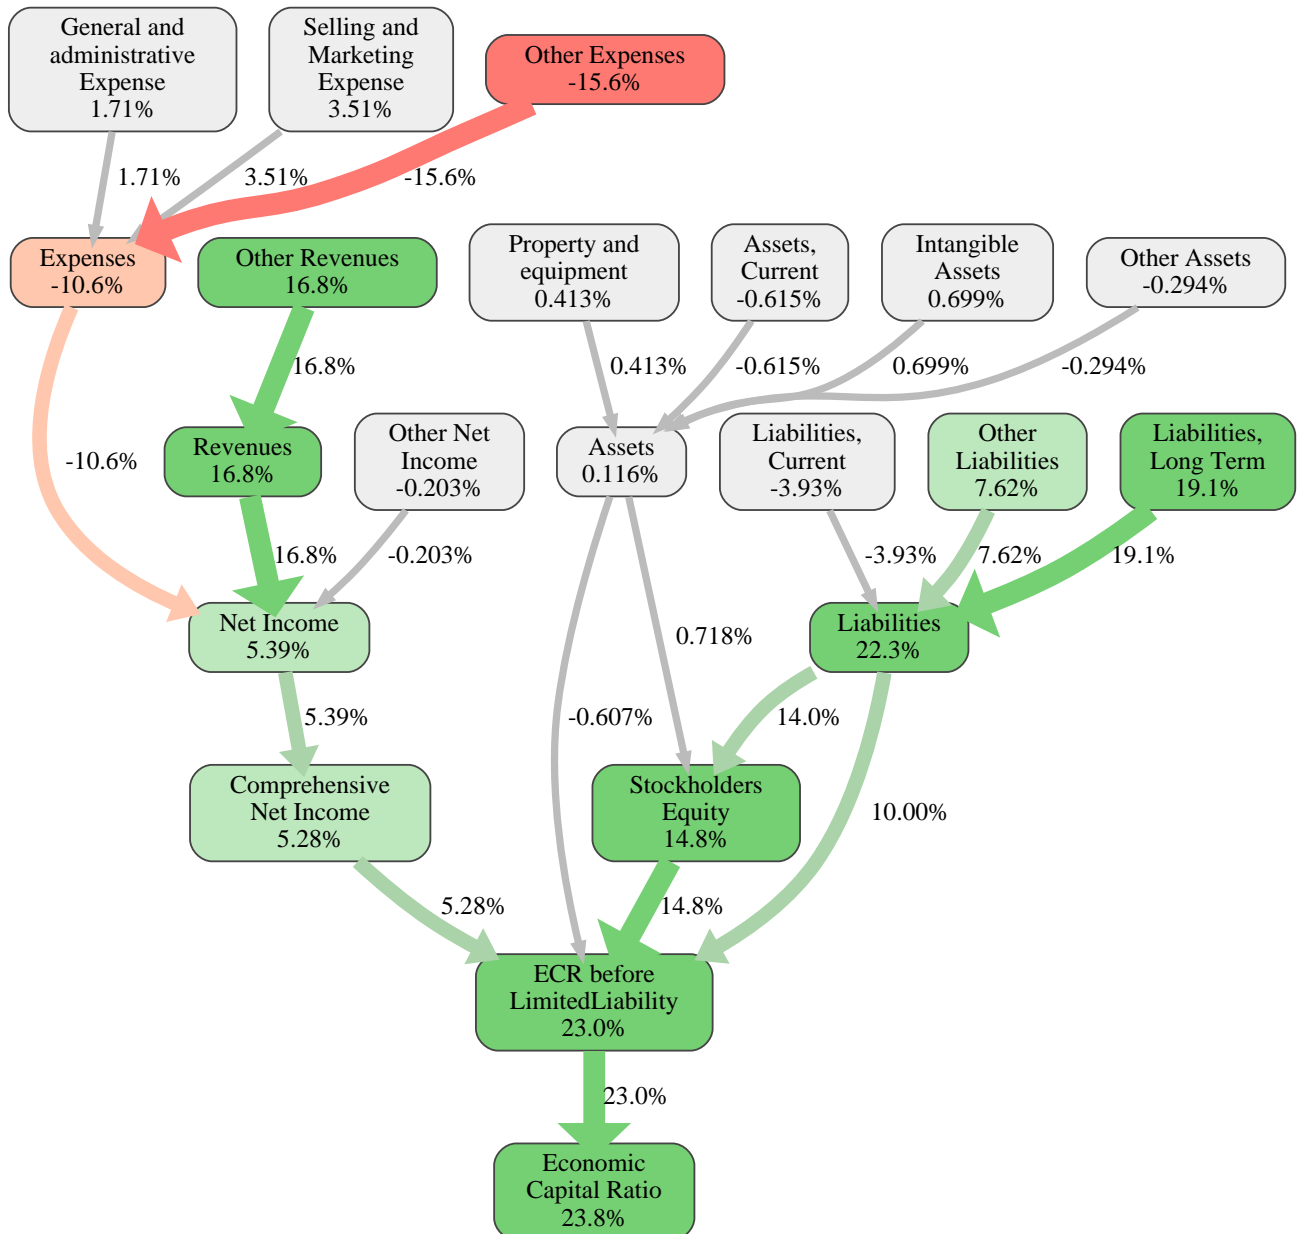 General and
administrative
Expense
1.71%
Selling and
Marketing
Expense
3.51%
Other Expenses
-15.6%
1.71%
3.51%
-15.6%
Expenses
-10.6%
Other Revenues
16.8%
Property and
equipment
0.413%
Assets,
Current
-0.615%
Intangible
Assets
0.699%
Other Assets
-0.294%
16.8%
0.413%
-0.615%
0.699%
-0.294%
-10.6%
Revenues
16.8%
Other Net
Income
-0.203%
Assets
0.116%
Liabilities,
Current
-3.93%
Other
Liabilities
7.62%
Liabilities,
Long Term
19.1%
16.8%
-0.203%
-3.93%
7.62%
19.1%
Net Income
5.39%
0.718%
Liabilities
22.3%
5.39%
-0.607%
14.0%
Comprehensive
Net Income
5.28%
Stockholders
Equity
14.8%
10.00%
5.28%
14.8%
ECR before
LimitedLiability
23.0%
23.0%
Economic
Capital Ratio
23.8%